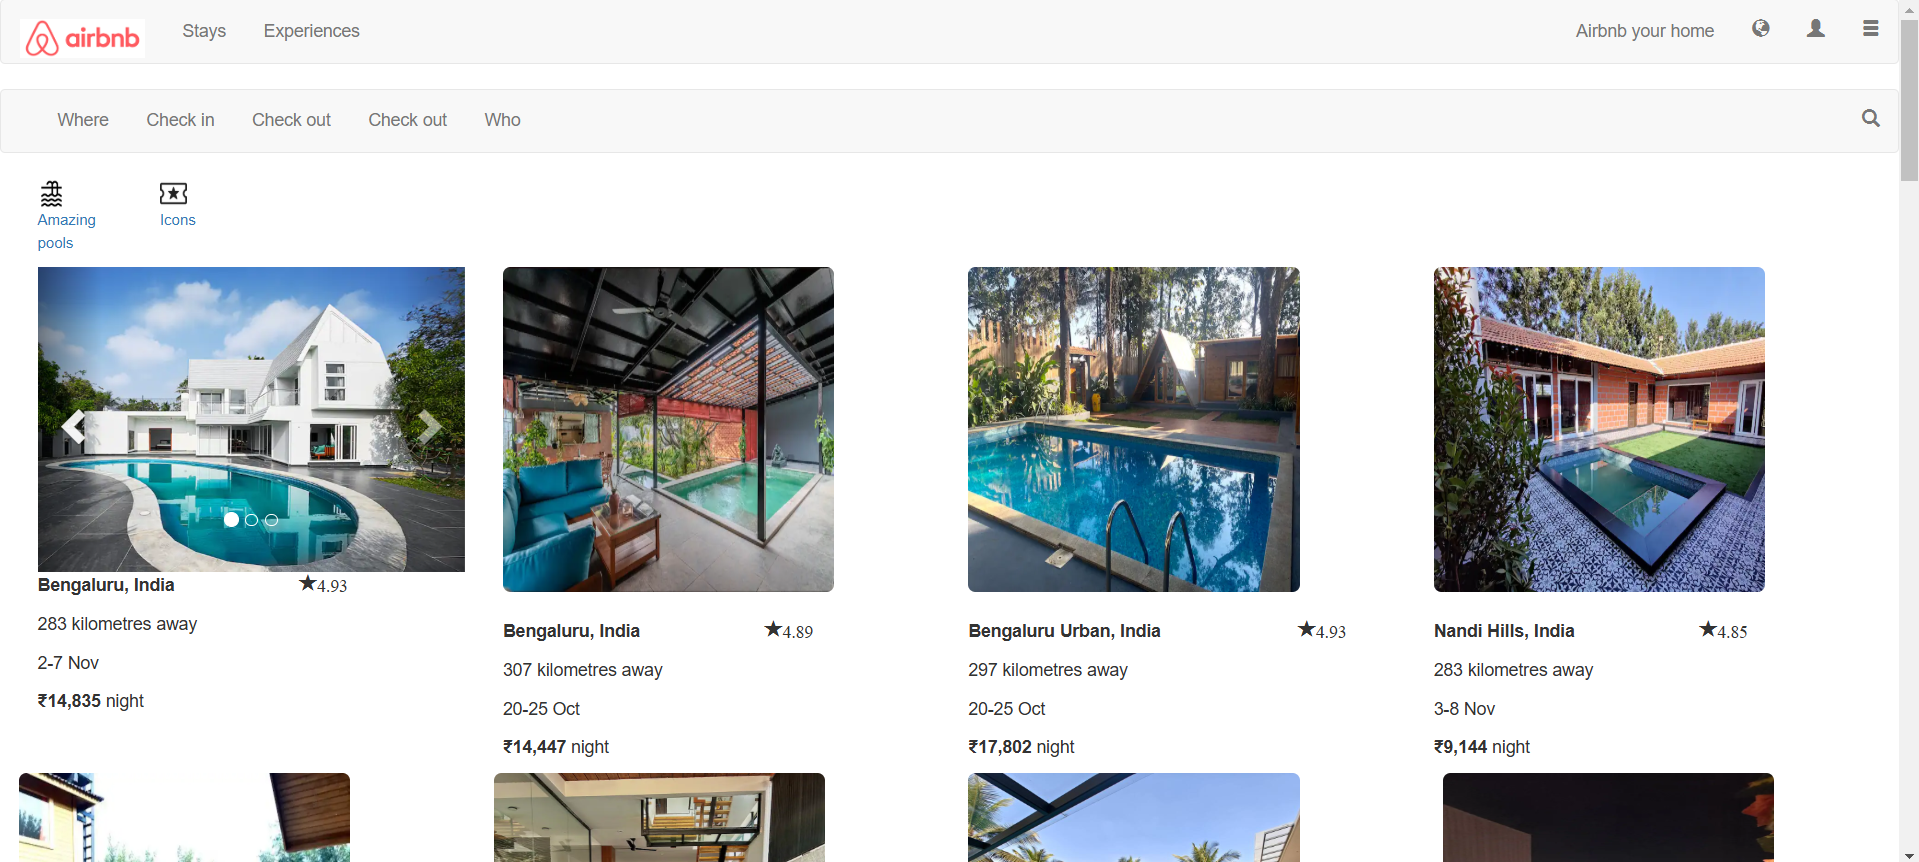 airbnb Stays Experiences Airbnb your home
Where Check in Check out Check out Who
Amazing pools
Icons
Bengaluru, India ★4.93
283 kilometres away
2-7 Nov
₹14,835 night
Bengaluru, India ★4.89
307 kilometres away
20-25 Oct
₹14,447 night
Bengaluru Urban, India ★4.93
297 kilometres away
20-25 Oct
₹17,802 night
Nandi Hills, India ★4.85
283 kilometres away
3-8 Nov
₹9,144 night